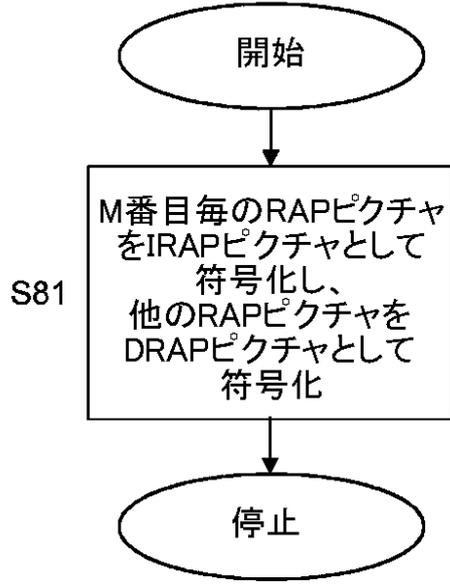 開始
M番目毎のRAPピクチャ
をIRAPピクチャとして
符号化し、
他のRAPピクチャを
DRAPピクチャとして
符号化
S81
停止